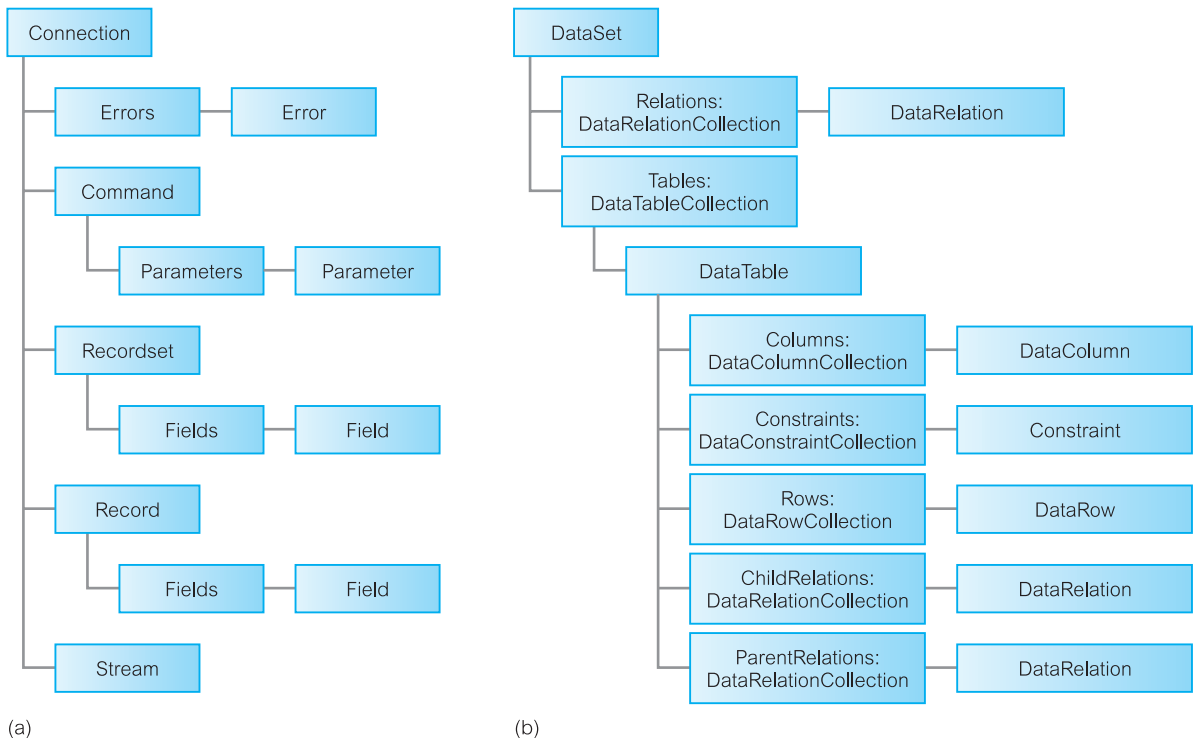 Connection
Errors
Error
Command
Parameters
Parameter
Recordset
Fields
Field
Record
Fields
Field
Stream
(a)
DataSet
Relations:
DataRelationCollection
DataRelation
Tables:
DataTableCollection
DataTable
Columns:
DataColumnCollection
DataColumn
Constraints:
DataConstraintCollection
Constraint
Rows:
DataRowCollection
DataRow
ChildRelations:
DataRelationCollection
DataRelation
ParentRelations:
DataRelationCollection
DataRelation
(b)